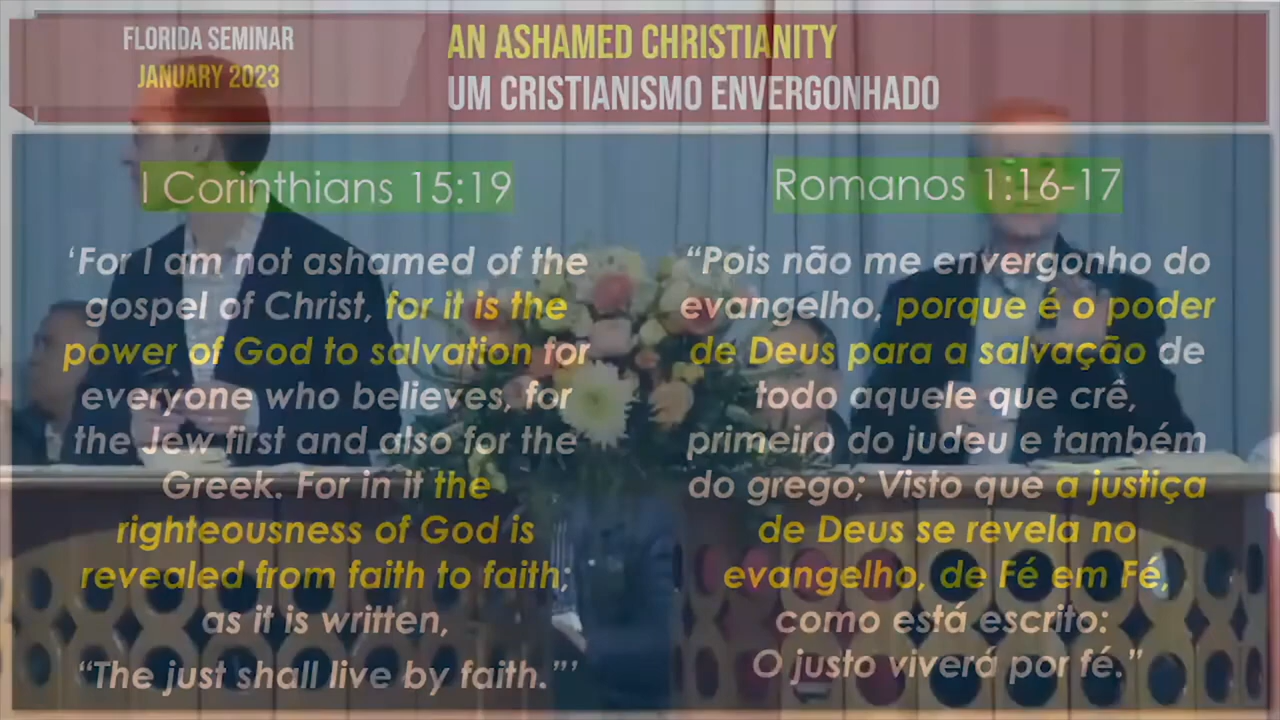 FLORIDA SEMINAR
JANUARY 2023
AN ASHAMED CHRISTIANITY
UM CRISTIANISMO ENVERGONHADO
I Corinthians 15:19
‘For I am not ashamed of the
gospel of Christ, for it is the
power of God to salvation for
everyone who believes, for
the Jew first and also for the
Greek. For in it the
righteousness of God is
revealed from faith to faith;
as it is written,
“The just shall live by faith.”’
Romanos 1:16-17
“Pois não me envergonho do
evangelho, porque é o poder
de Deus para a salvação de
todo aquele que crê,
primeiro do judeu e também
do grego; Visto que a justiça
de Deus se revela no
evangelho, de Fé em Fé,
como está escrito:
O justo viverá por fé.”